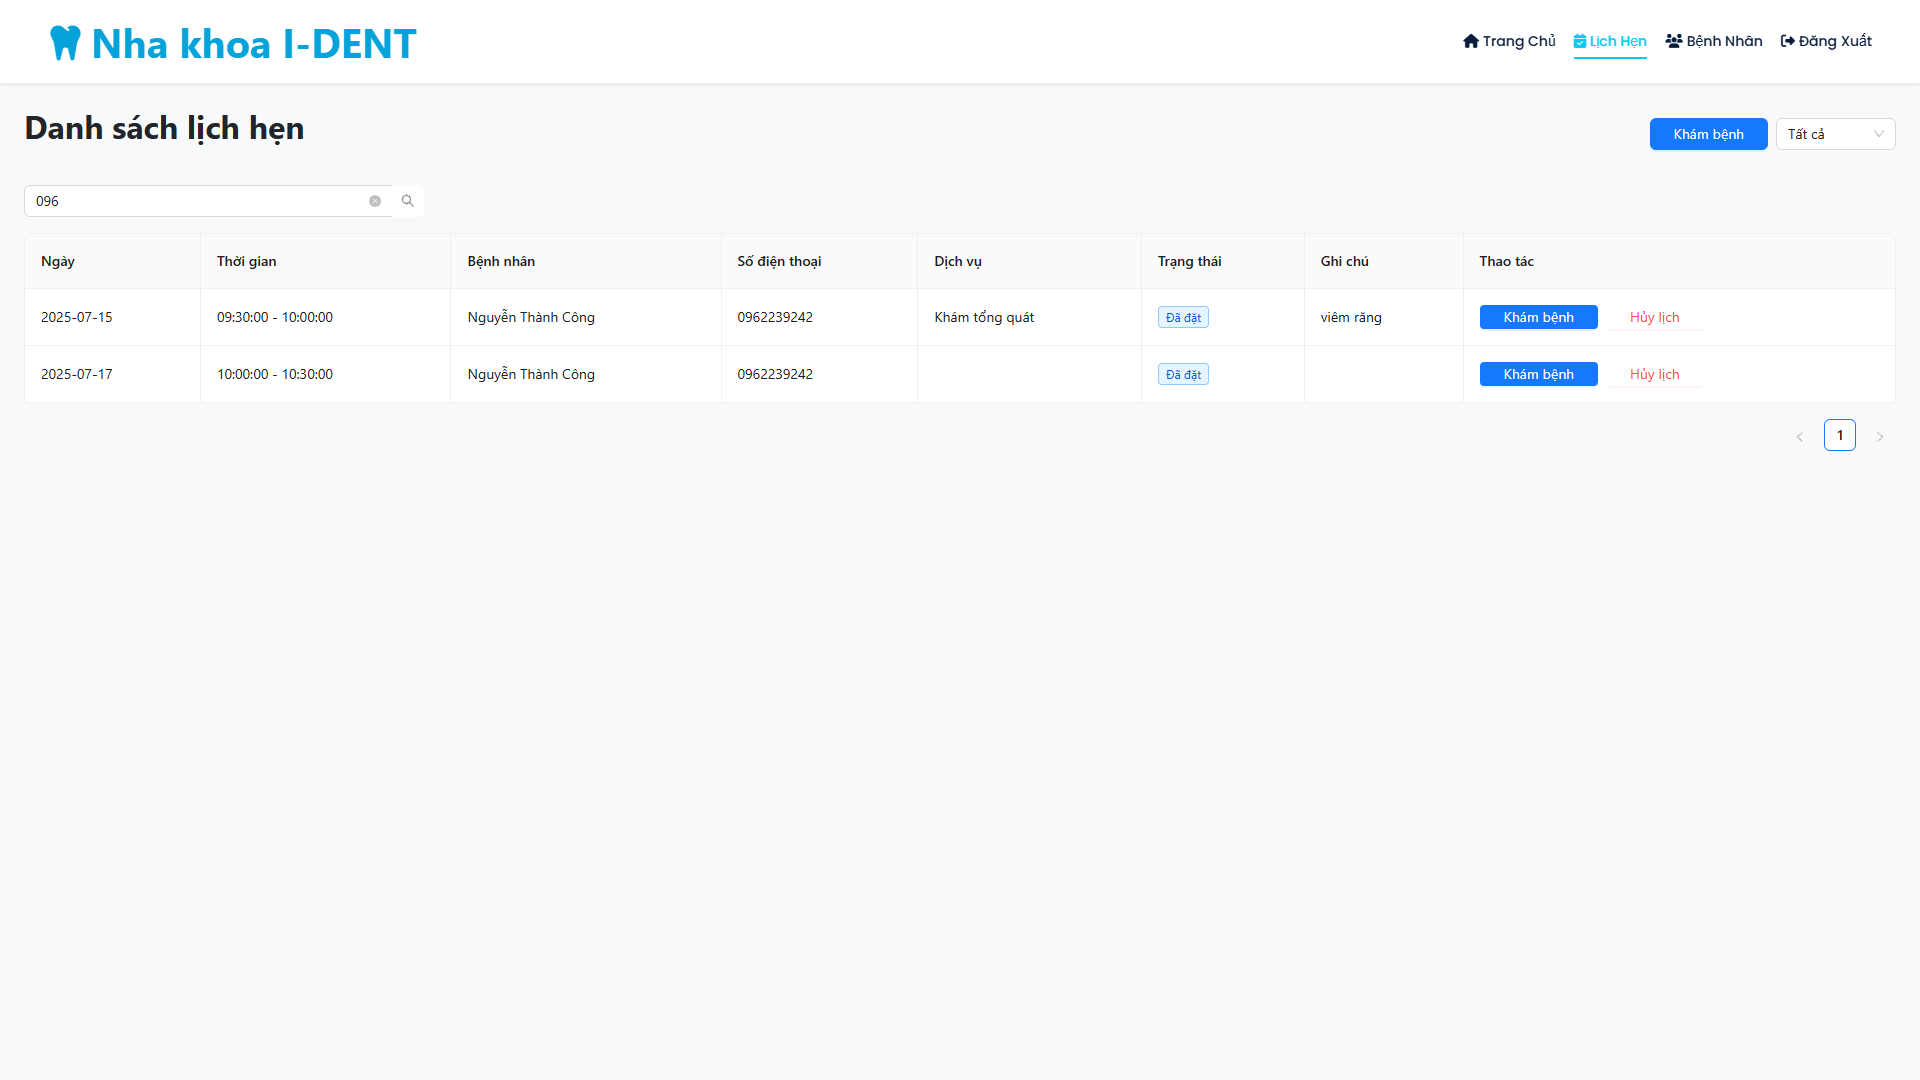 Nha khoa I-DENT
Trang Chủ Lịch Hẹn Bệnh Nhân Đăng Xuất
Danh sách lịch hẹn
Khám bệnh Tất cả
096
Ngày Thời gian Bệnh nhân Số điện thoại Dịch vụ Trạng thái Ghi chú Thao tác
2025-07-15 09:30:00 - 10:00:00 Nguyễn Thành Công 0962239242 Khám tổng quát Đã đặt viêm răng Khám bệnh Hủy lịch
2025-07-17 10:00:00 - 10:30:00 Nguyễn Thành Công 0962239242 Đã đặt Khám bệnh Hủy lịch
1